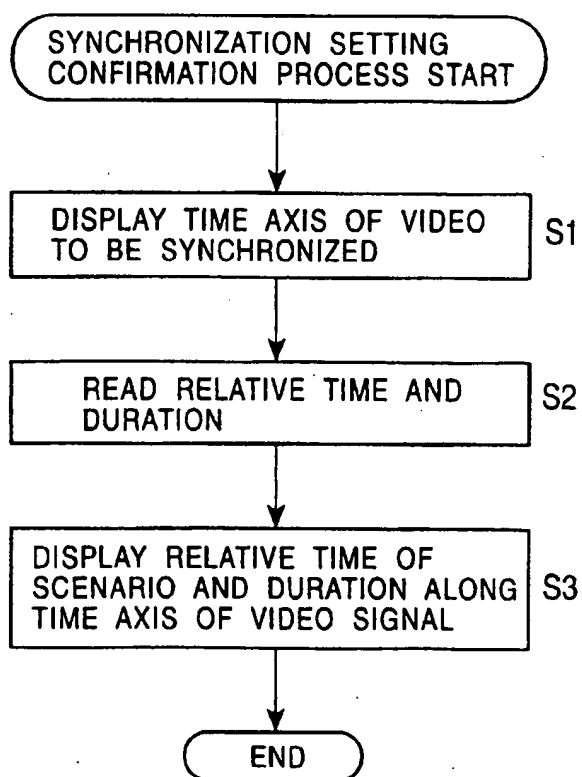 SYNCHRONIZATION SETTING
CONFIRMATION PROCESS START
DISPLAY TIME AXIS OF VIDEO
TO BE SYNCHRONIZED
S1
READ RELATIVE TIME AND
DURATION
S2
DISPLAY RELATIVE TIME OF
SCENARIO AND DURATION ALONG
TIME AXIS OF VIDEO SIGNAL
S3
END